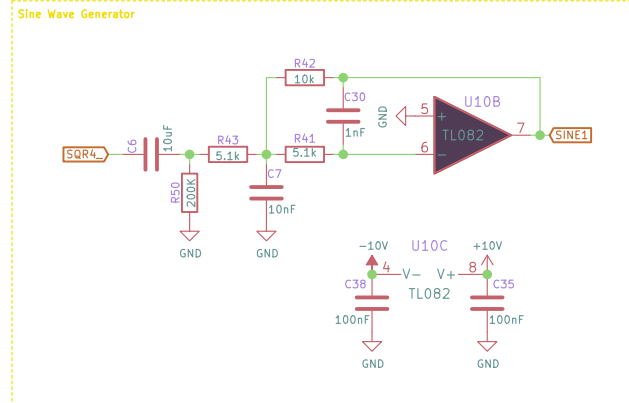 Sine Wave Generator
R42
10k
C30
1nF
GND
U10B
5
+
TL082
7
SINE1
6
-
SQR4_
C6
10uF
R43
5.1k
R41
5.1k
R50
200K
C7
10nF
GND
GND
-10V
U10C
+10V
4
V-
V+
8
C38
TL082
C35
100nF
100nF
GND
GND